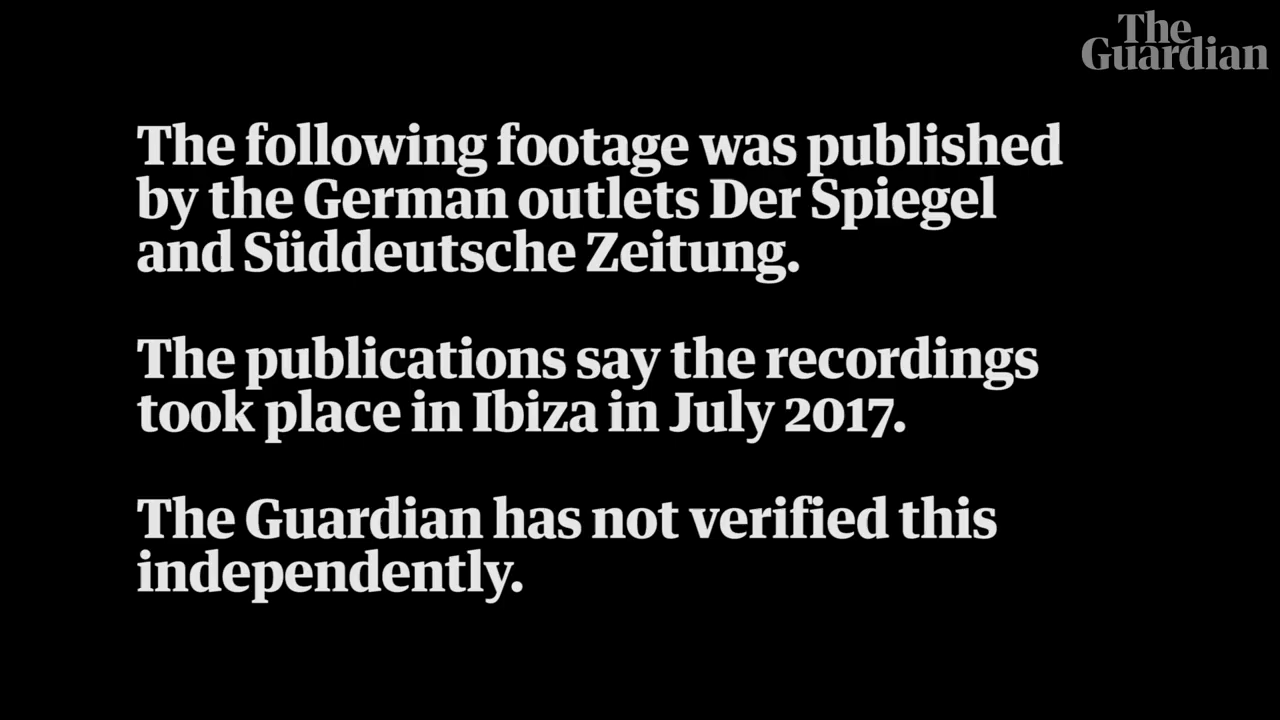 The
Guardian
The following footage was published
by the German outlets Der Spiegel
and Süddeutsche Zeitung.
The publications say the recordings
took place in Ibiza in July 2017.
The Guardian has not verified this
independently.